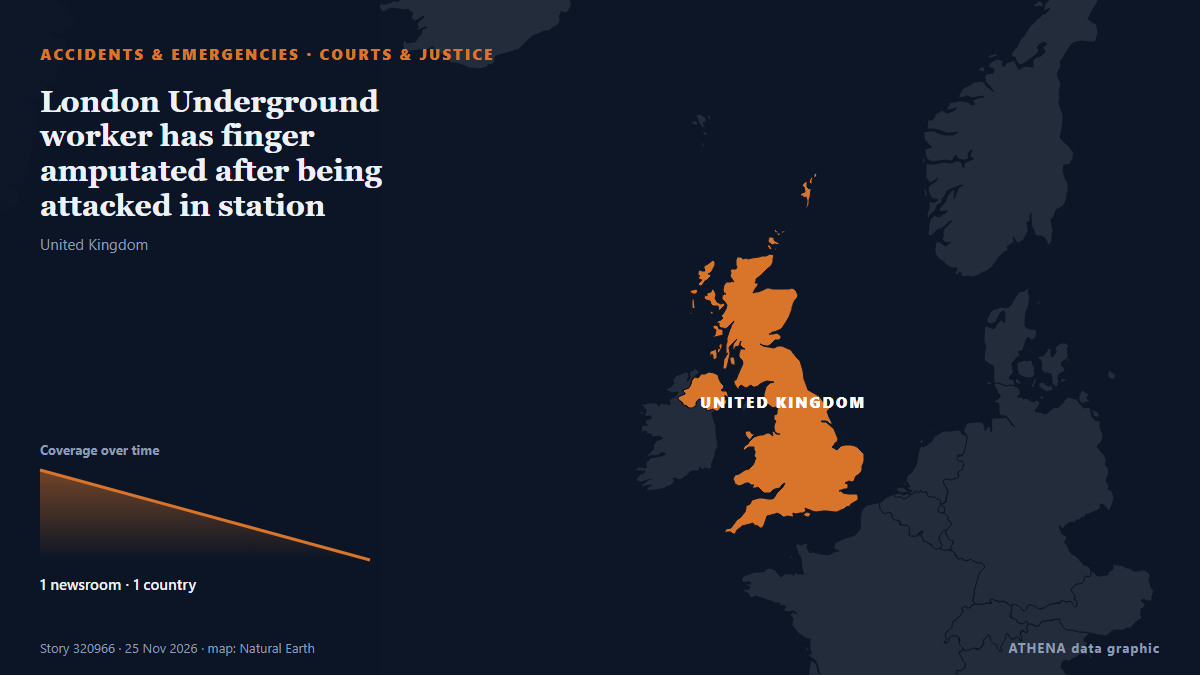 ACCIDENTS & EMERGENCIES · COURTS & JUSTICE
London Underground
worker has finger
amputated after being
attacked in station
United Kingdom
UNITED KINGDOM
Coverage over time
1 newsroom · 1 country
Story 320966 · 25 Nov 2026 · map: Natural Earth
ATHENA data graphic